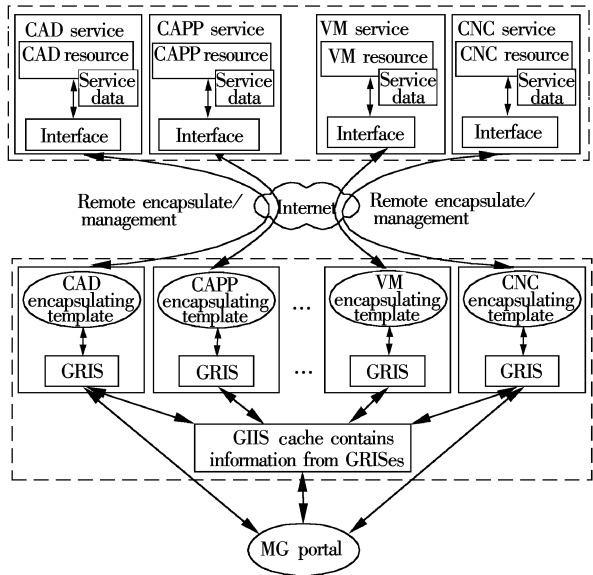 CAD service
CAD resource
Service
data
Interface
CAPP service
CAPP resource
Service
data
Interface
VM service
VM resource
Service
data
Interface
CNC service
CNC resource
Service
data
Interface
Remote encapsulate/
management
Internet
Remote encapsulate/
management
CAD
encapsulating
template
GRIS
CAPP
encapsulating
template
GRIS
...
...
VM
encapsulating
template
GRIS
CNC
encapsulating
template
GRIS
GIIS cache contains
information from GRISes
MG portal